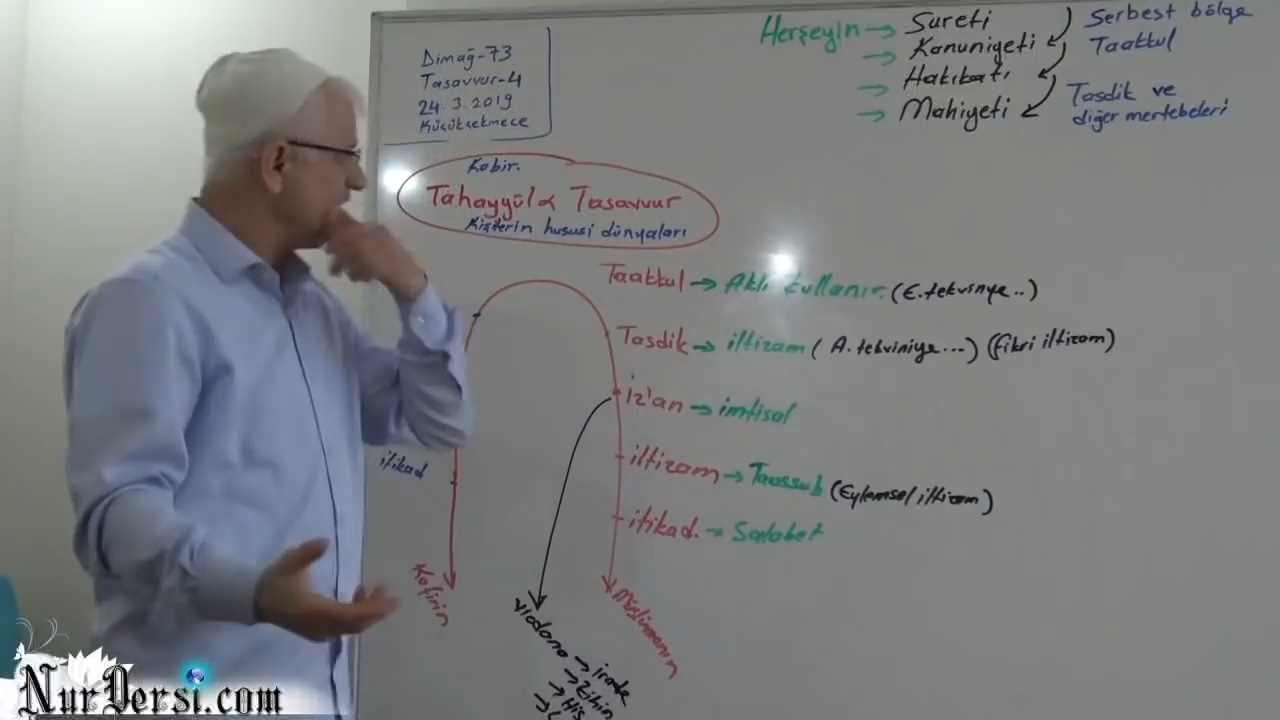 Dimağ-73
Tasavvur-4
24.3.2019
Küçükçekmece
Herşeyin → Sureti
→ Kanuniyeti
→ Hakikati
→ Mahiyeti
Serbest bölge
Taakkul
Tasdik ve
diğer mertebeleri
Kabir.
Tahayyül Tasavvur
Kişilerin hususi dünyaları
Taakkul → Aklı kullanır. (E.tekviniye..)
Tasdik → iltizam (A.tekviniye...) (fikri iltizam)
iz'an → imtisal
iltizam → Taassub (Eylemsel iltizam)
itikad. → Salabet
itikad
Kafirin
Müslümanın
Vicdana → irade
→ Zihin
→ His
NurDersi.com